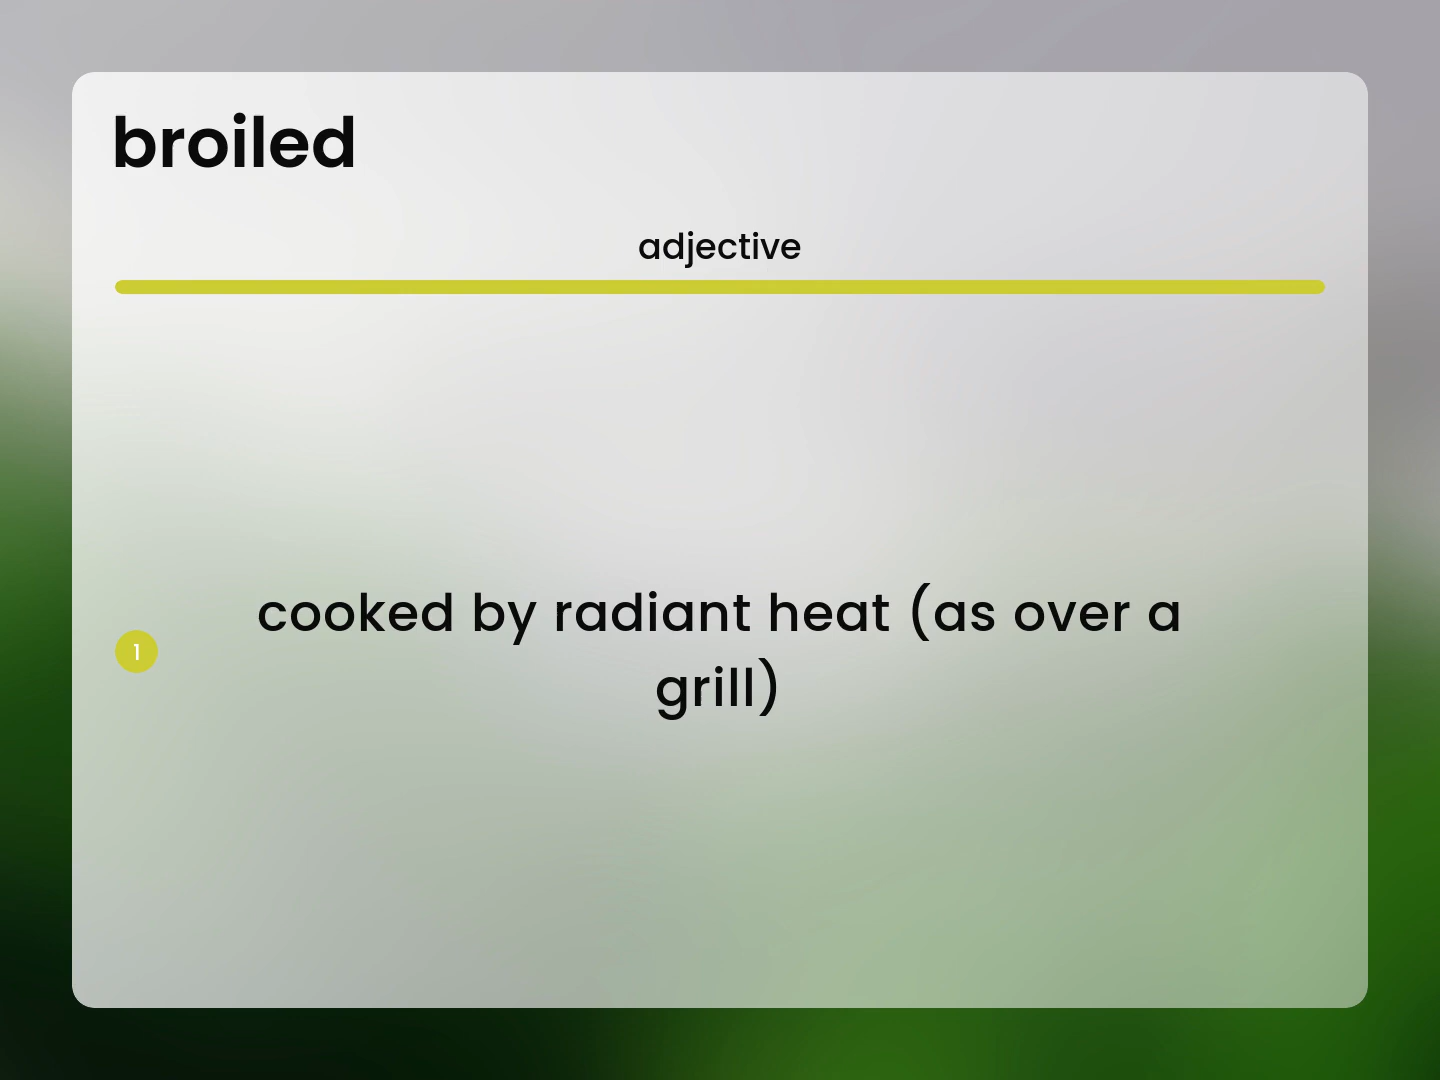 broiled
adjective
1
cooked by radiant heat (as over a
grill)